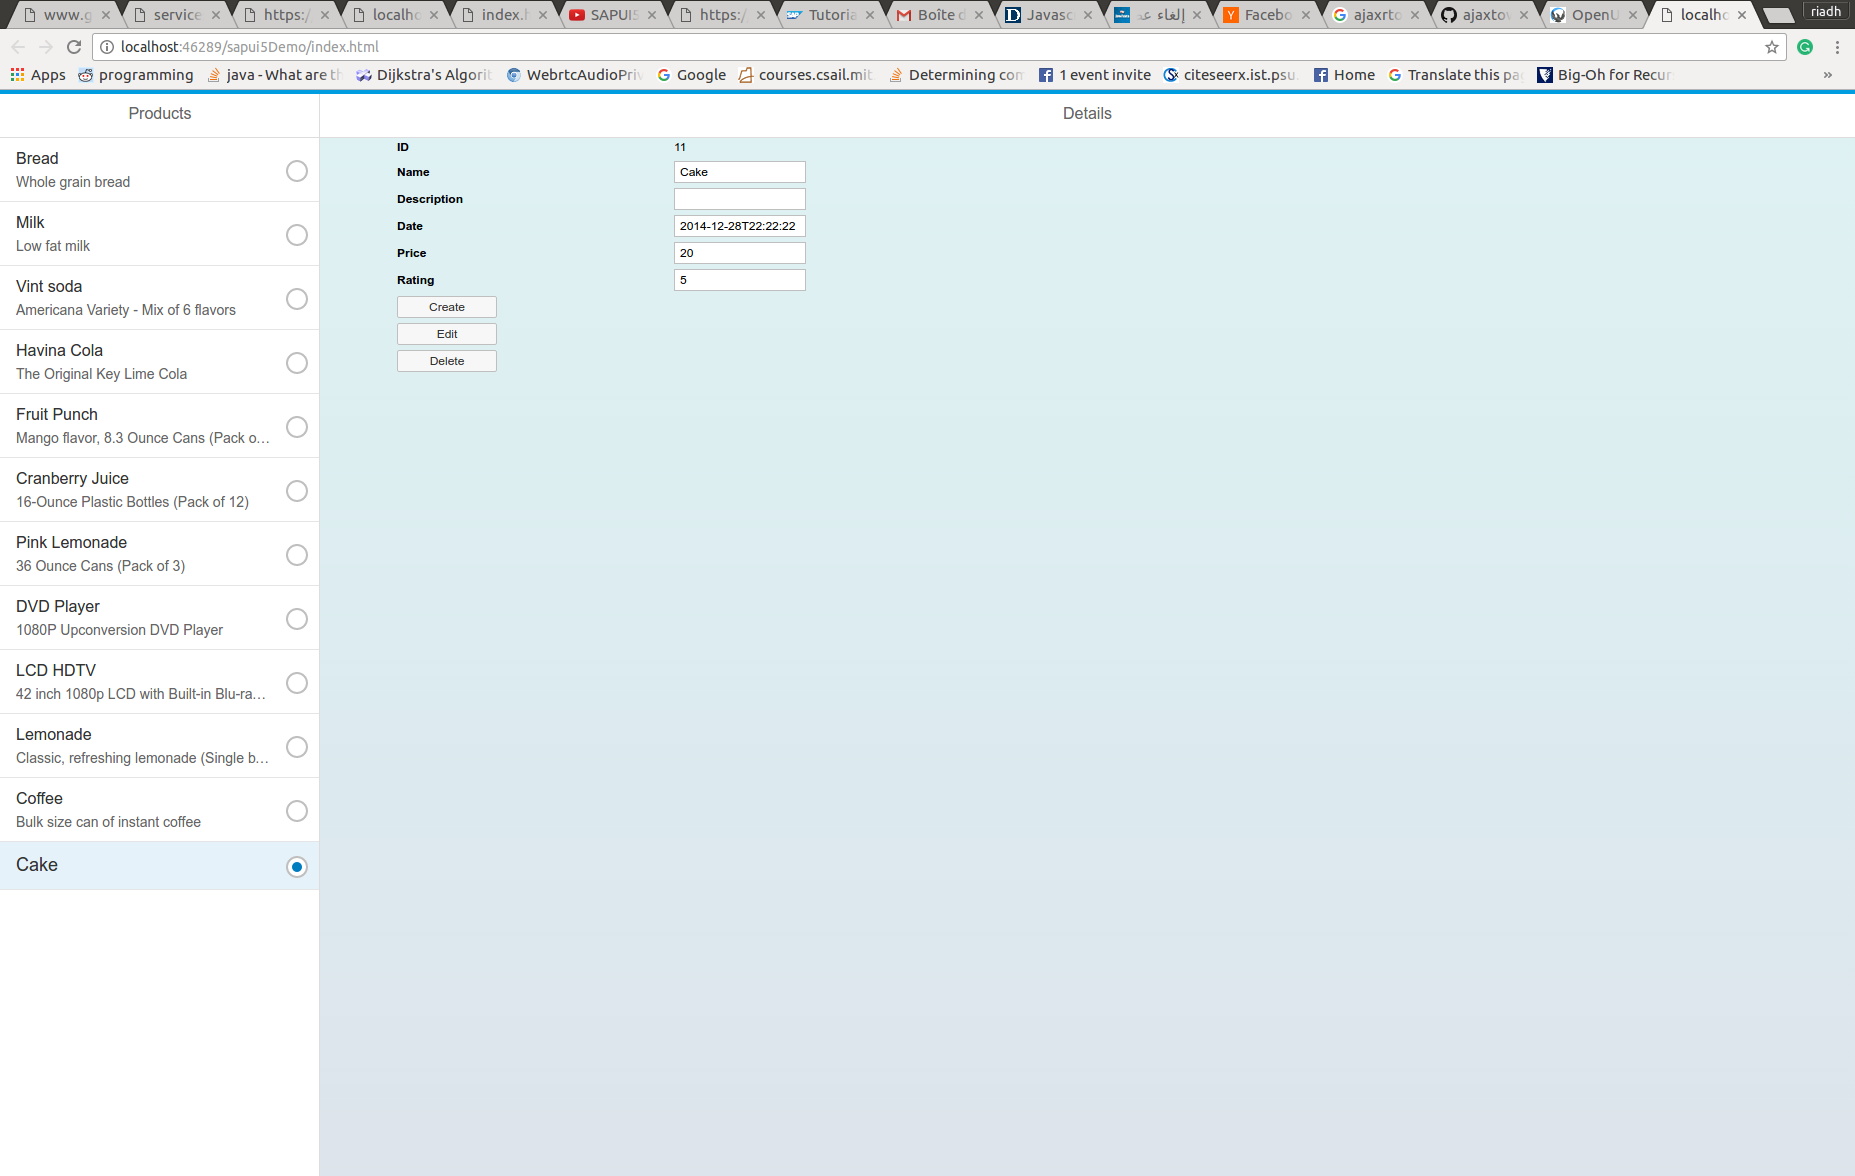 www.g
service
https:/
localho
index.h
SAPUI5
https:/
Tutoria
Boîte d
Javasc
إلغاء عد
Facebo
ajaxrto
ajaxtov
OpenU
localho
riadh
localhost:46289/sapui5Demo/index.html
Apps
programming
java - What are th
Dijkstra's Algorit
WebrtcAudioPriv
Google
courses.csail.mit.
Determining com
1 event invite
citeseerx.ist.psu.
Home
Translate this pa
Big-Oh for Recur
»
Products
Details
Bread
Whole grain bread
Milk
Low fat milk
Vint soda
Americana Variety - Mix of 6 flavors
Havina Cola
The Original Key Lime Cola
Fruit Punch
Mango flavor, 8.3 Ounce Cans (Pack o...
Cranberry Juice
16-Ounce Plastic Bottles (Pack of 12)
Pink Lemonade
36 Ounce Cans (Pack of 3)
DVD Player
1080P Upconversion DVD Player
LCD HDTV
42 inch 1080p LCD with Built-in Blu-ra...
Lemonade
Classic, refreshing lemonade (Single b...
Coffee
Bulk size can of instant coffee
Cake
ID 11
Name Cake
Description
Date 2014-12-28T22:22:22
Price 20
Rating 5
Create
Edit
Delete